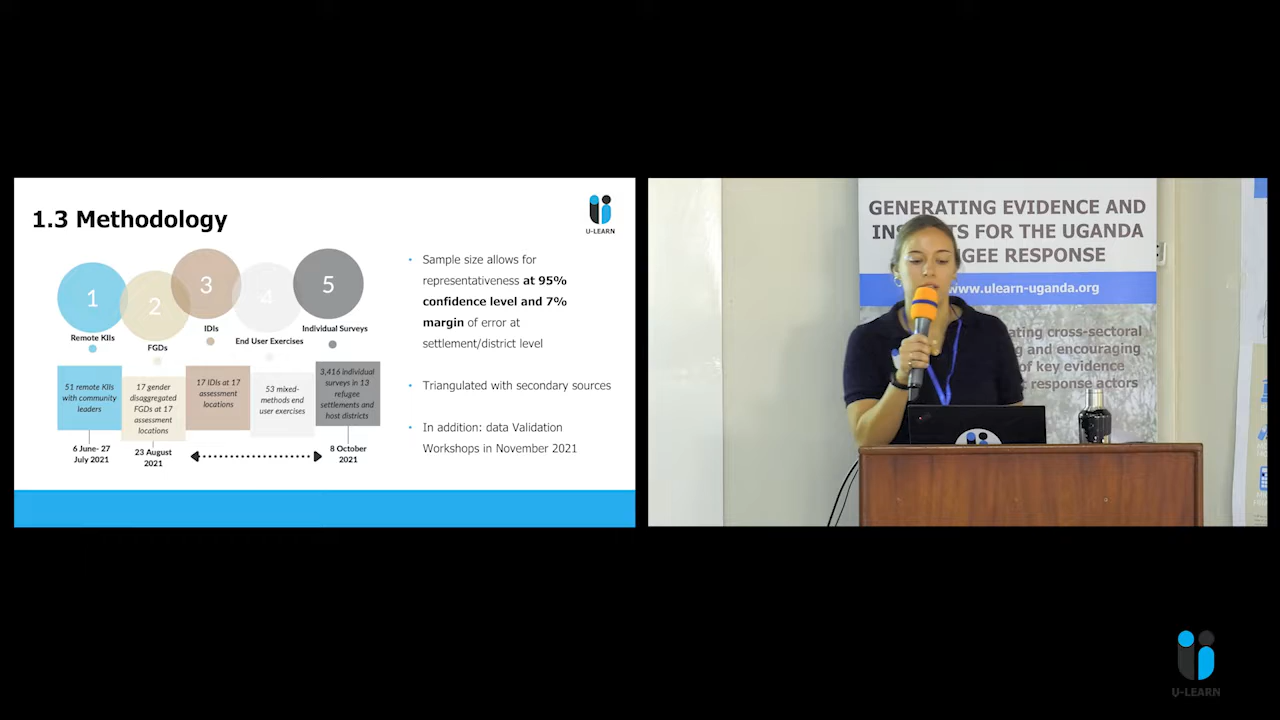 1.3 Methodology
U-LEARN
1
2
3
4
5
Remote KIIs
FGDs
IDIs
End User Exercises
Individual Surveys
51 remote KIIs
with community
leaders
17 gender
disaggregated
FGDs at 17
assessment
locations
17 IDIs at 17
assessment
locations
53 mixed-
methods end
user exercises
3,416 individual
surveys in 13
refugee
settlements and
host districts
6 June- 27
July 2021
23 August
2021
8 October
2021
• Sample size allows for
representativeness at 95%
confidence level and 7%
margin of error at
settlement/district level
• Triangulated with secondary sources
• In addition: data Validation
Workshops in November 2021
GENERATING EVIDENCE AND
TS FOR THE UGANDA
GEE RESPONSE
www.ulearn-uganda.org
ating cross-sectoral
g and encouraging
of key evidence
response actors
U-LEARN